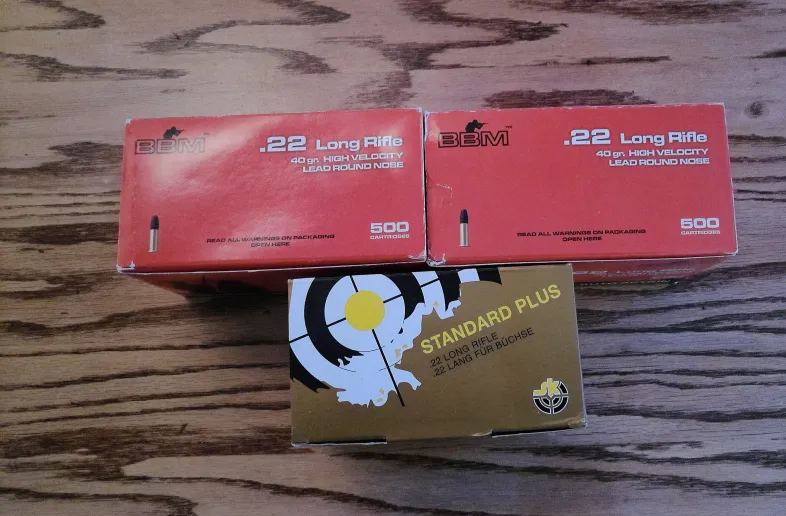 BBM
.22 Long Rifle
40 gr. HIGH VELOCITY
LEAD ROUND NOSE
READ ALL WARNINGS ON PACKAGING
OPEN HERE
500
CARTRIDGES
BBM
.22 Long Rifle
40 gr. HIGH VELOCITY
LEAD ROUND NOSE
READ ALL WARNINGS ON PACKAGING
OPEN HERE
500
CARTRIDGES
STANDARD PLUS
.22 LONG RIFLE
.22 LANG FÜR BÜCHSE
SK